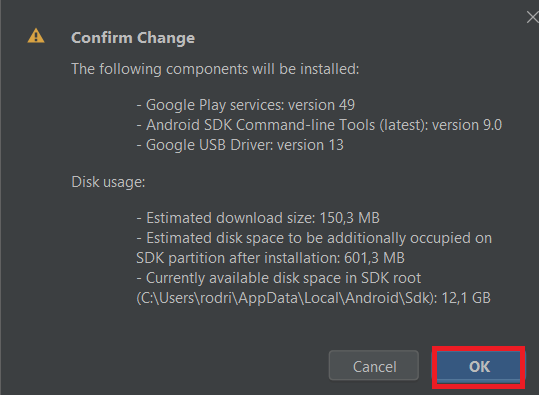 Confirm Change
The following components will be installed:
- Google Play services: version 49
- Android SDK Command-line Tools (latest): version 9.0
- Google USB Driver: version 13
Disk usage:
- Estimated download size: 150,3 MB
- Estimated disk space to be additionally occupied on
SDK partition after installation: 601,3 MB
- Currently available disk space in SDK root
(C:\Users\rodri\AppData\Local\Android\Sdk): 12,1 GB
Cancel
OK